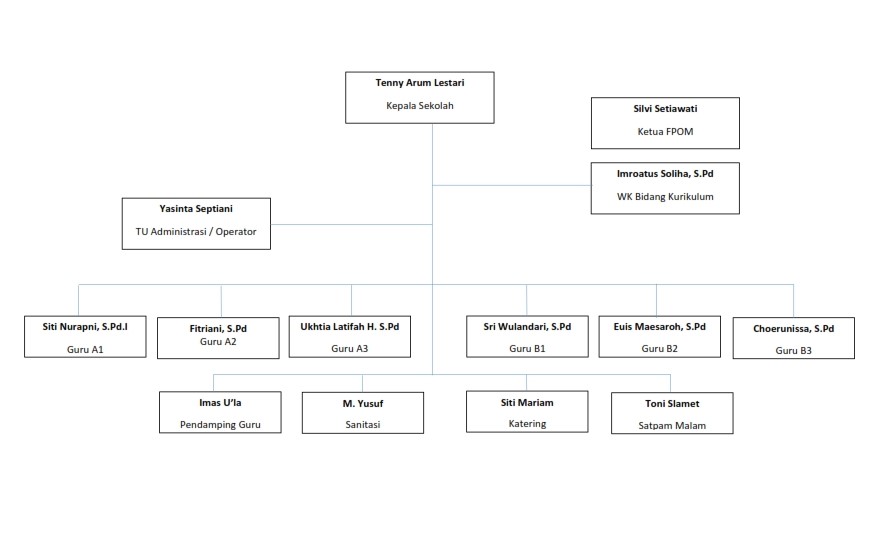 Tenny Arum Lestari
Kepala Sekolah
Silvi Setiawati
Ketua FPOM
Imroatus Soliha, S.Pd
WK Bidang Kurikulum
Yasinta Septiani
TU Administrasi / Operator
Siti Nurapni, S.Pd.I
Guru A1
Fitriani, S.Pd
Guru A2
Ukhtia Latifah H. S.Pd
Guru A3
Sri Wulandari, S.Pd
Guru B1
Euis Maesaroh, S.Pd
Guru B2
Choerunissa, S.Pd
Guru B3
Imas U’la
Pendamping Guru
M. Yusuf
Sanitasi
Siti Mariam
Katering
Toni Slamet
Satpam Malam